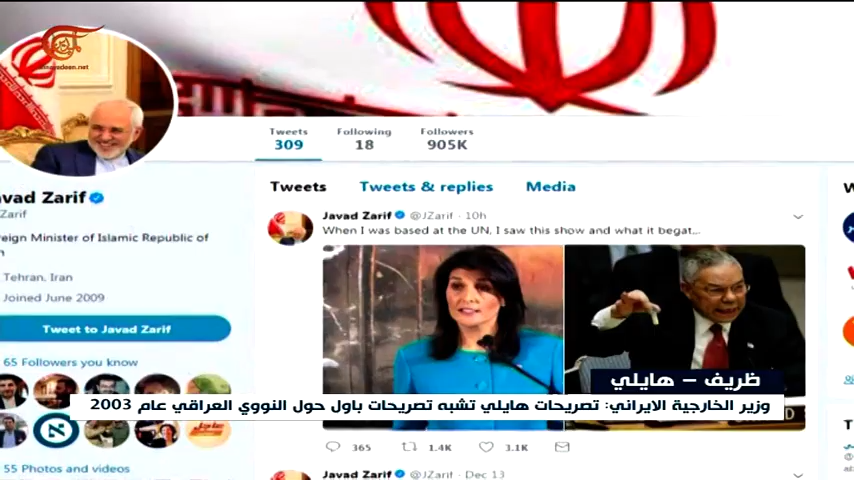 الميادين
almayadeen.net
Tweets
309
Following
18
Followers
905K
Tweets
Tweets & replies
Media
avad Zarif
Zarif
reign Minister of Islamic Republic of
n
Tehran, Iran
Joined June 2009
Tweet to Javad Zarif
65 Followers you know
55 Photos and videos
Javad Zarif @JZarif · 10h
When I was based at the UN, I saw this show and what it begat...
ظريف – هايلي
وزير الخارجية الايراني: تصريحات هايلي تشبه تصريحات باول حول النووي العراقي عام 2003
365
1.4K
3.1K
Javad Zarif @JZarif · Dec 13
W
T